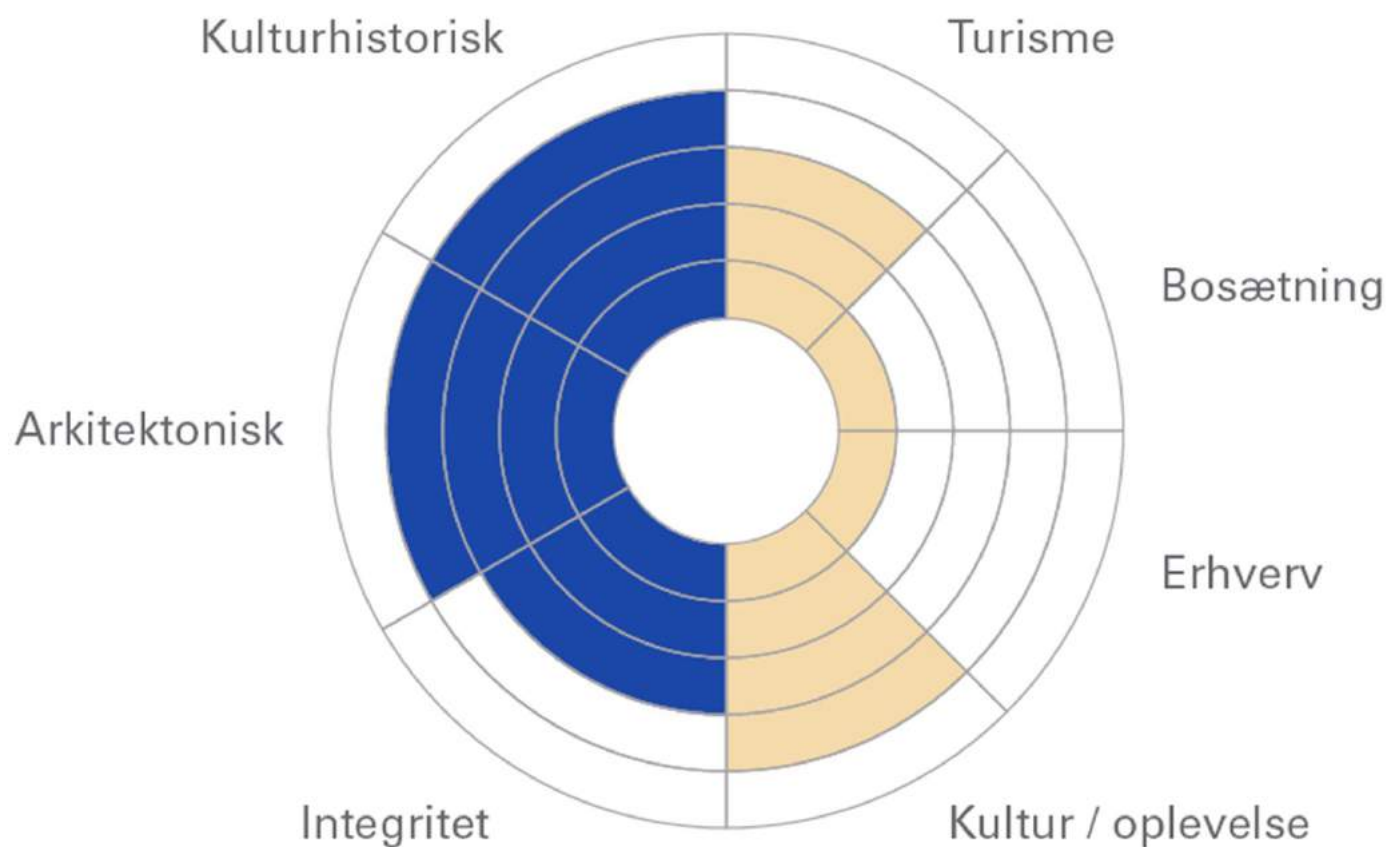 Kulturhistorisk
Turisme
Bosætning
Arkitektonisk
Erhverv
Integritet
Kultur / oplevelse